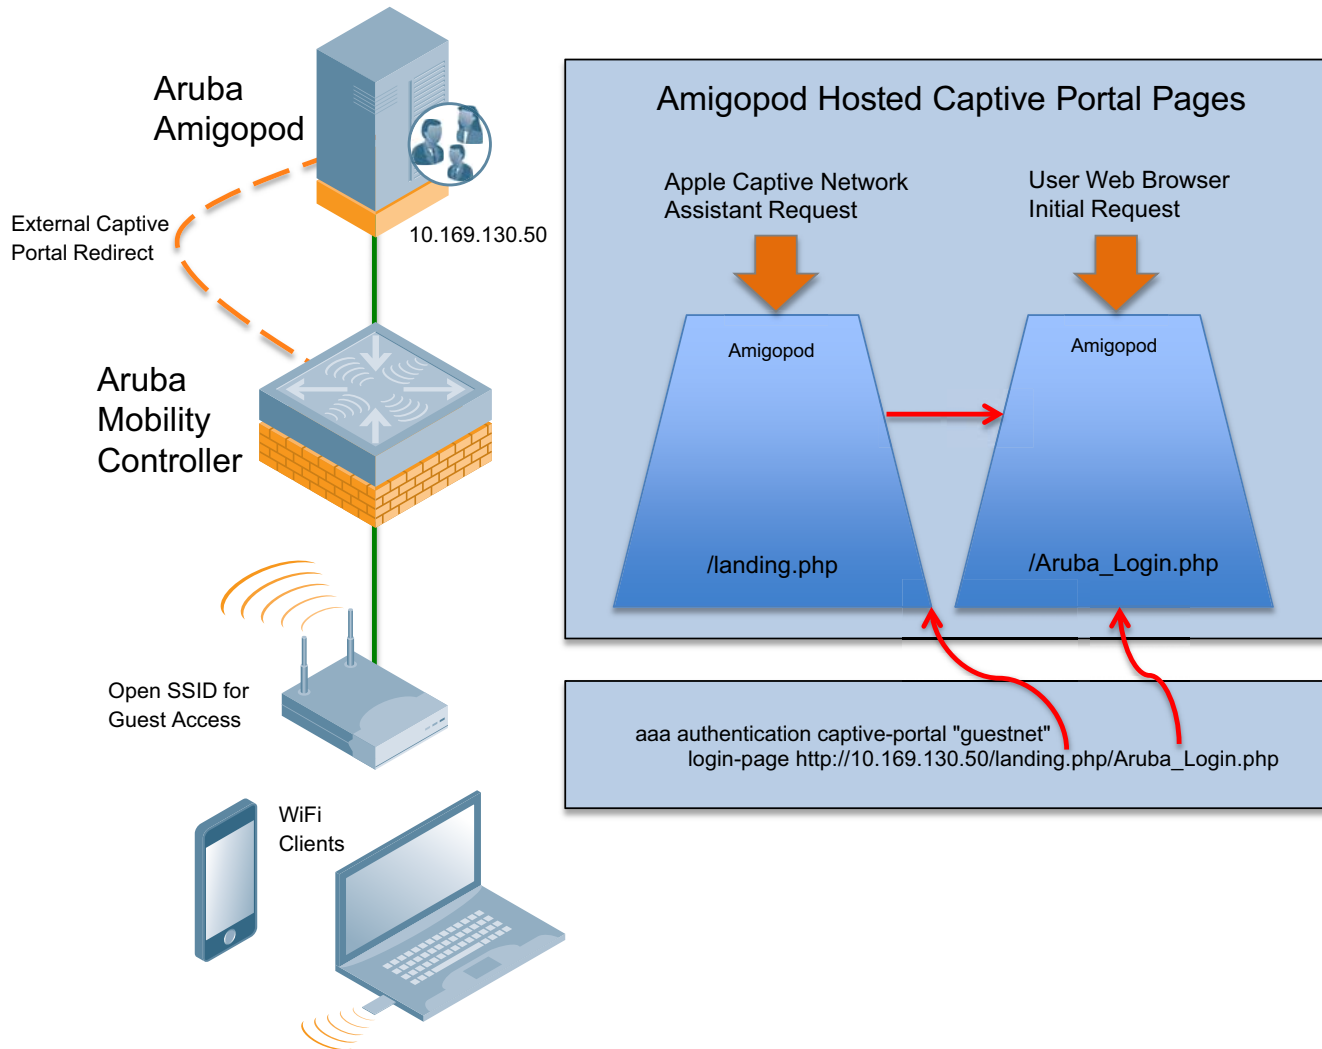 Aruba
Amigopod
External Captive
Portal Redirect
10.169.130.50
Aruba
Mobility
Controller
Open SSID for
Guest Access
WiFi
Clients
Amigopod Hosted Captive Portal Pages
Apple Captive Network
Assistant Request
User Web Browser
Initial Request
Amigopod
Amigopod
/landing.php
/Aruba_Login.php
aaa authentication captive-portal "guestnet"
login-page http://10.169.130.50/landing.php/Aruba_Login.php